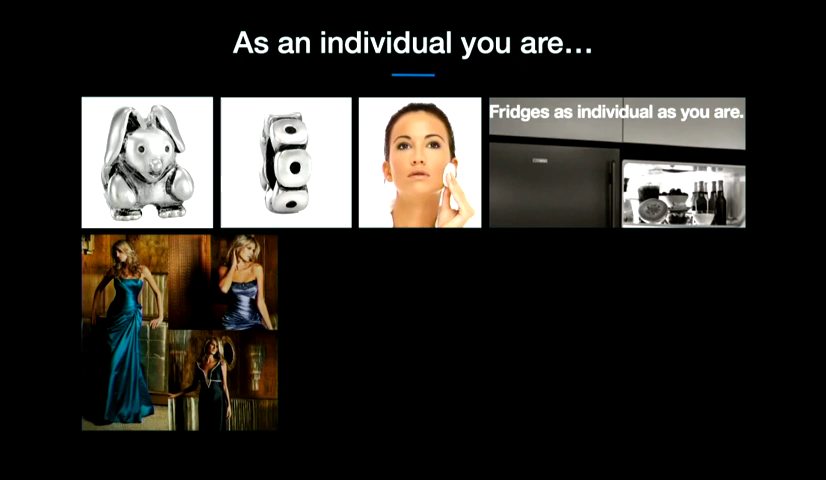 As an individual you are...
Fridges as individual as you are.